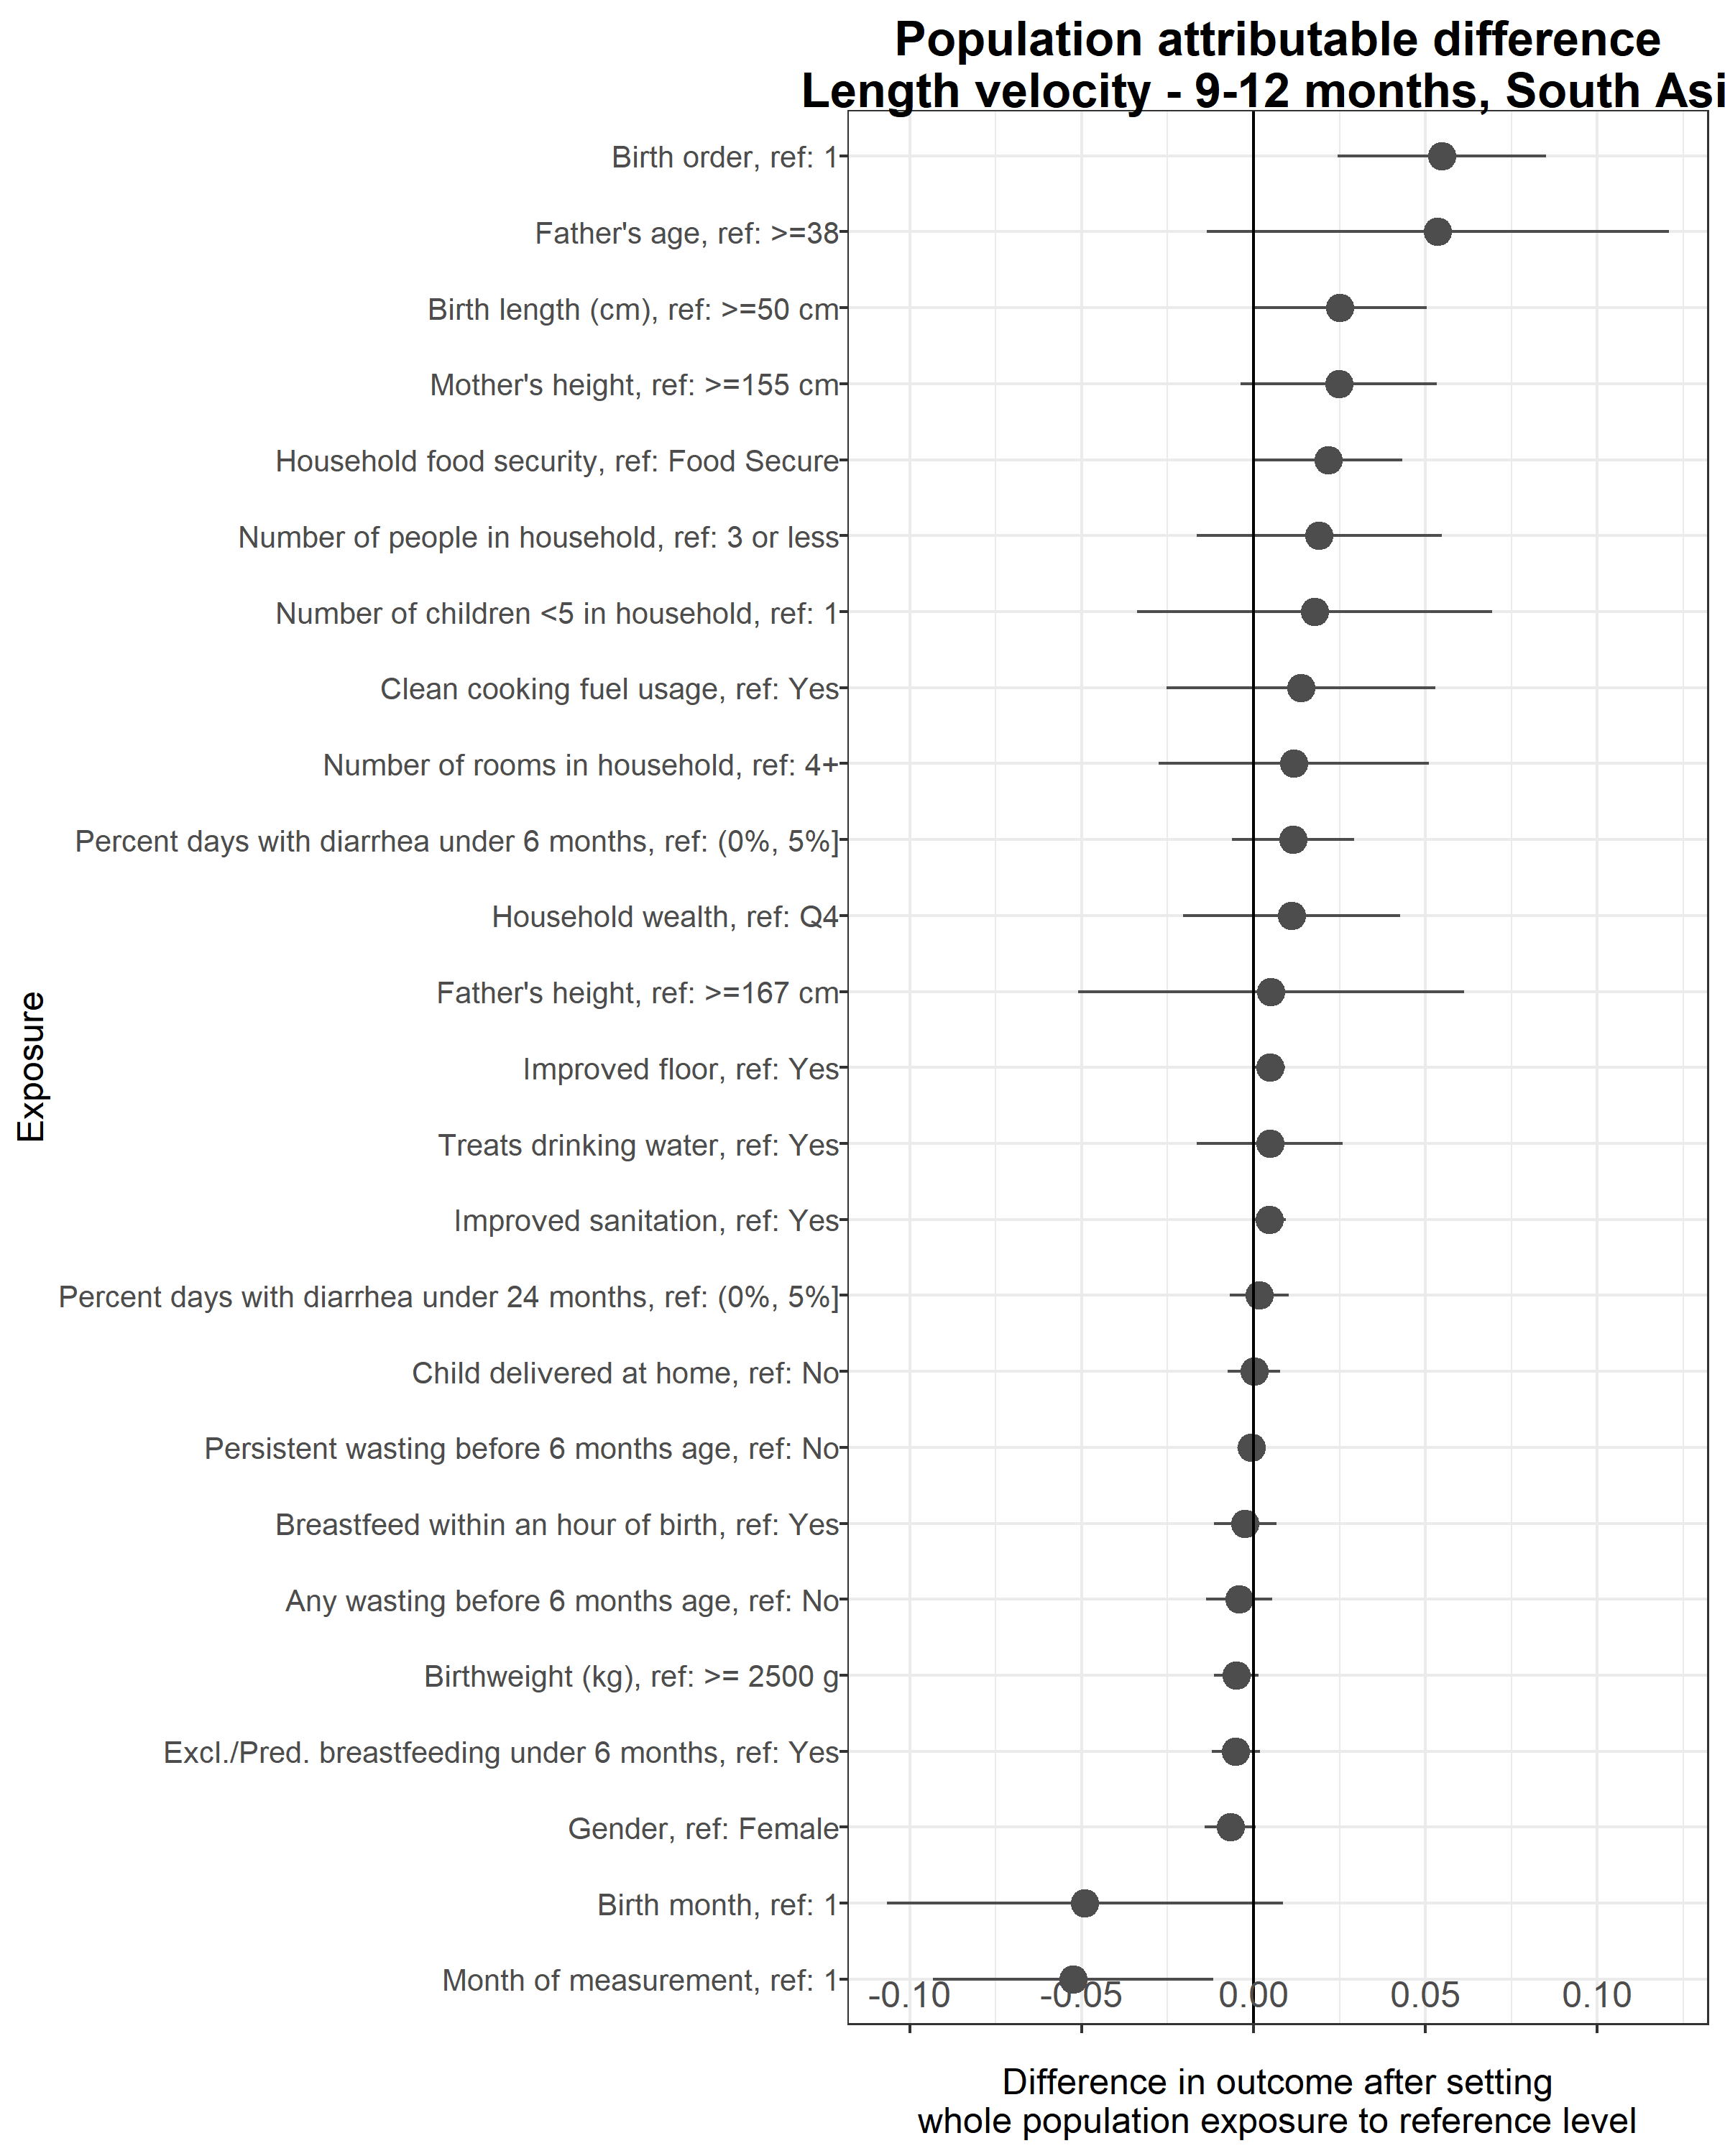 Population attributable difference
Length velocity - 9-12 months, South Asi
Birth order, ref: 1
Father's age, ref: >=38
Birth length (cm), ref: >=50 cm
Mother's height, ref: >=155 cm
Household food security, ref: Food Secure
Number of people in household, ref: 3 or less
Number of children <5 in household, ref: 1
Clean cooking fuel usage, ref: Yes
Number of rooms in household, ref: 4+
Percent days with diarrhea under 6 months, ref: (0%, 5%]
Household wealth, ref: Q4
Father's height, ref: >=167 cm
Improved floor, ref: Yes
Treats drinking water, ref: Yes
Improved sanitation, ref: Yes
Percent days with diarrhea under 24 months, ref: (0%, 5%]
Child delivered at home, ref: No
Persistent wasting before 6 months age, ref: No
Breastfeed within an hour of birth, ref: Yes
Any wasting before 6 months age, ref: No
Birthweight (kg), ref: >= 2500 g
Excl./Pred. breastfeeding under 6 months, ref: Yes
Gender, ref: Female
Birth month, ref: 1
Month of measurement, ref: 1
Exposure
-0.10 -0.05 0.00 0.05 0.10
Difference in outcome after setting
whole population exposure to reference level